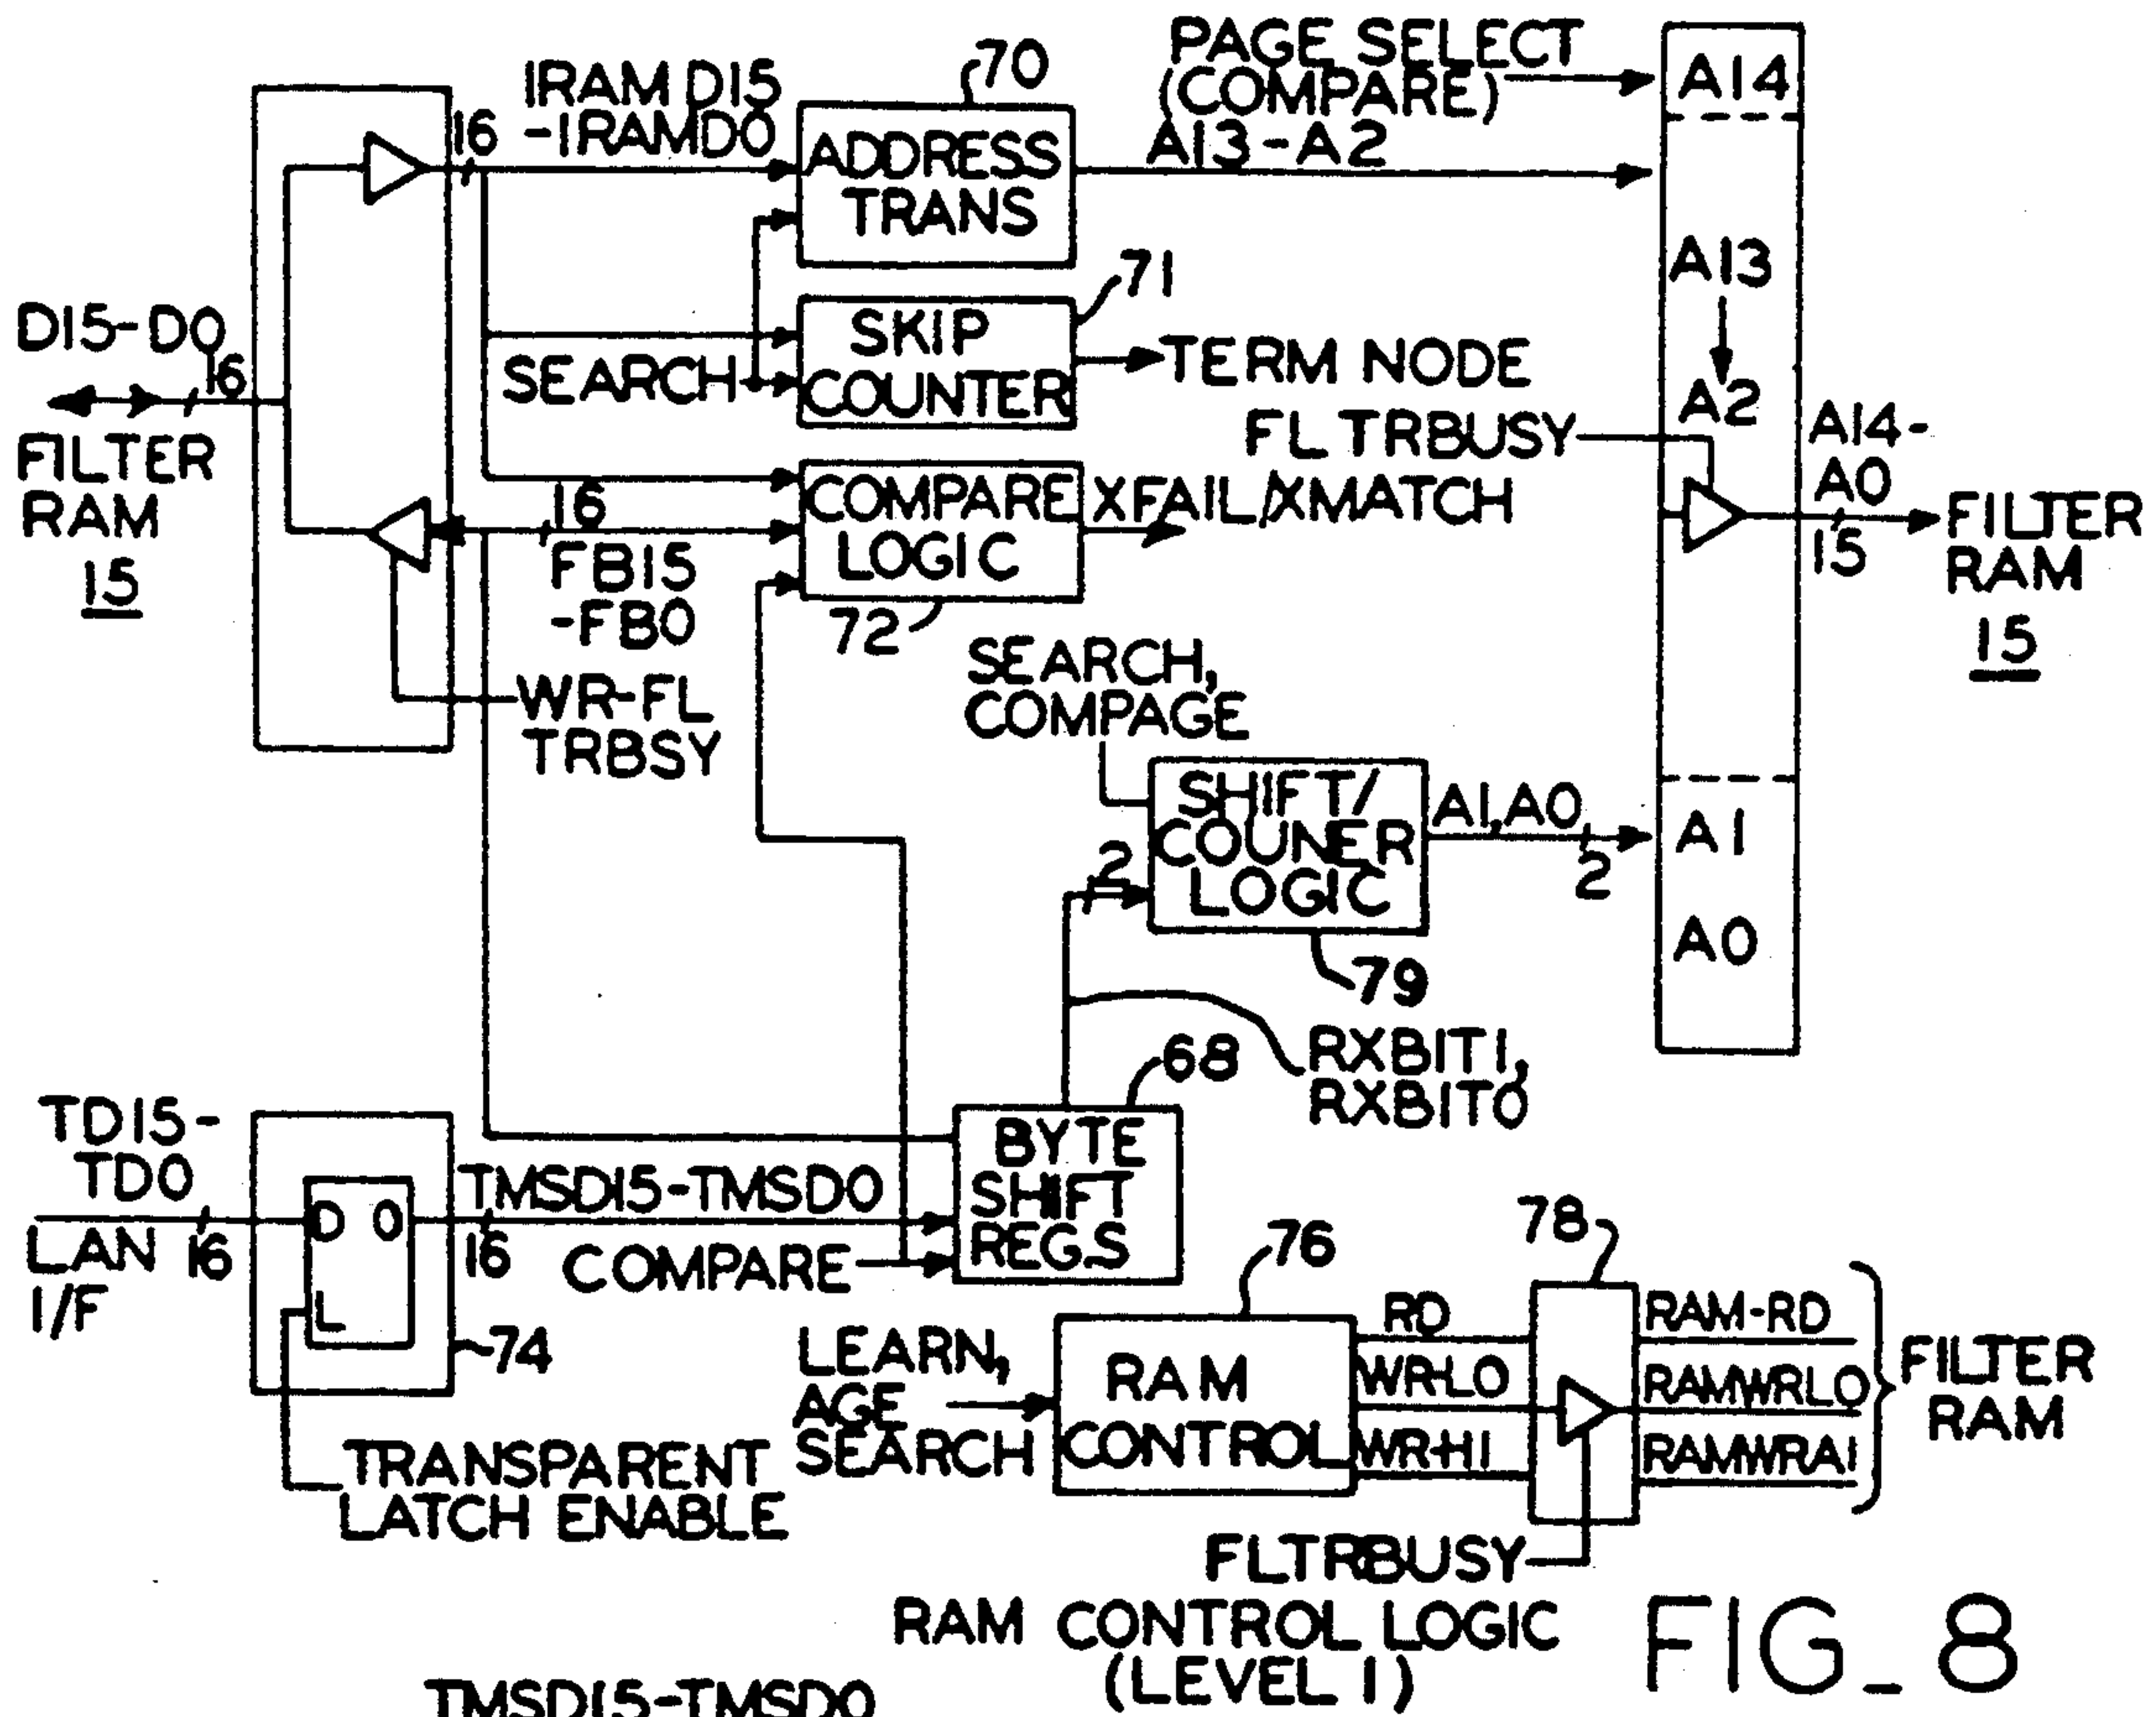 PAGE SELECT
(COMPARE)
A13-A2
A14
70
IRAM D15
-IRAMD0
16
ADDRESS
TRANS
A13
A2
71
D15-D0
16
FILTER
RAM
15
SKIP
COUNTER
SEARCH
TERM NODE
FLTRBUSY
A14-
A0
15
FILTER
RAM
15
COMPARE
LOGIC
XFAIL/XMATCH
16
FB15
-FB0
72
WR-FL
TRBSY
SEARCH,
COMPAGE
SHIFT/
COUNER
LOGIC
2
A1,A0
2
A1
A0
79
RXBIT1,
RXBIT0
68
TD15-
TD0
LAN
I/F
16
D O
L
74
TMSD15-TMSD0
16
COMPARE
BYTE
SHIFT
REG.S
TRANSPARENT
LATCH ENABLE
LEARN,
AGE
SEARCH
76
RAM
CONTROL
RD
WR-LO
WR-HI
78
RAM-RD
RAMWRLO
RAMWRAI
FILTER
RAM
FLTRBUSY
RAM CONTROL LOGIC
(LEVEL 1)
FIG_8
TMSD15-TMSD0